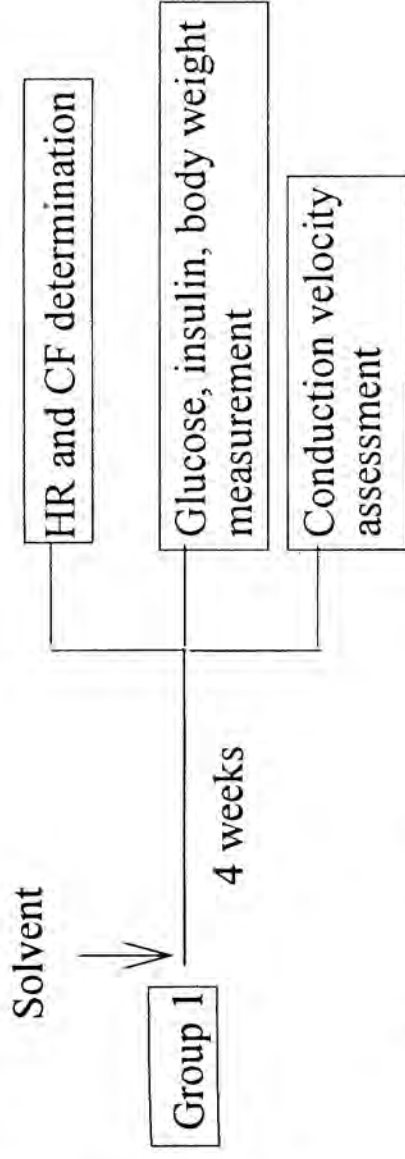 Solvent
Group 1
4 weeks
HR and CF determination
Glucose, insulin, body weight
measurement
Conduction velocity
assessment